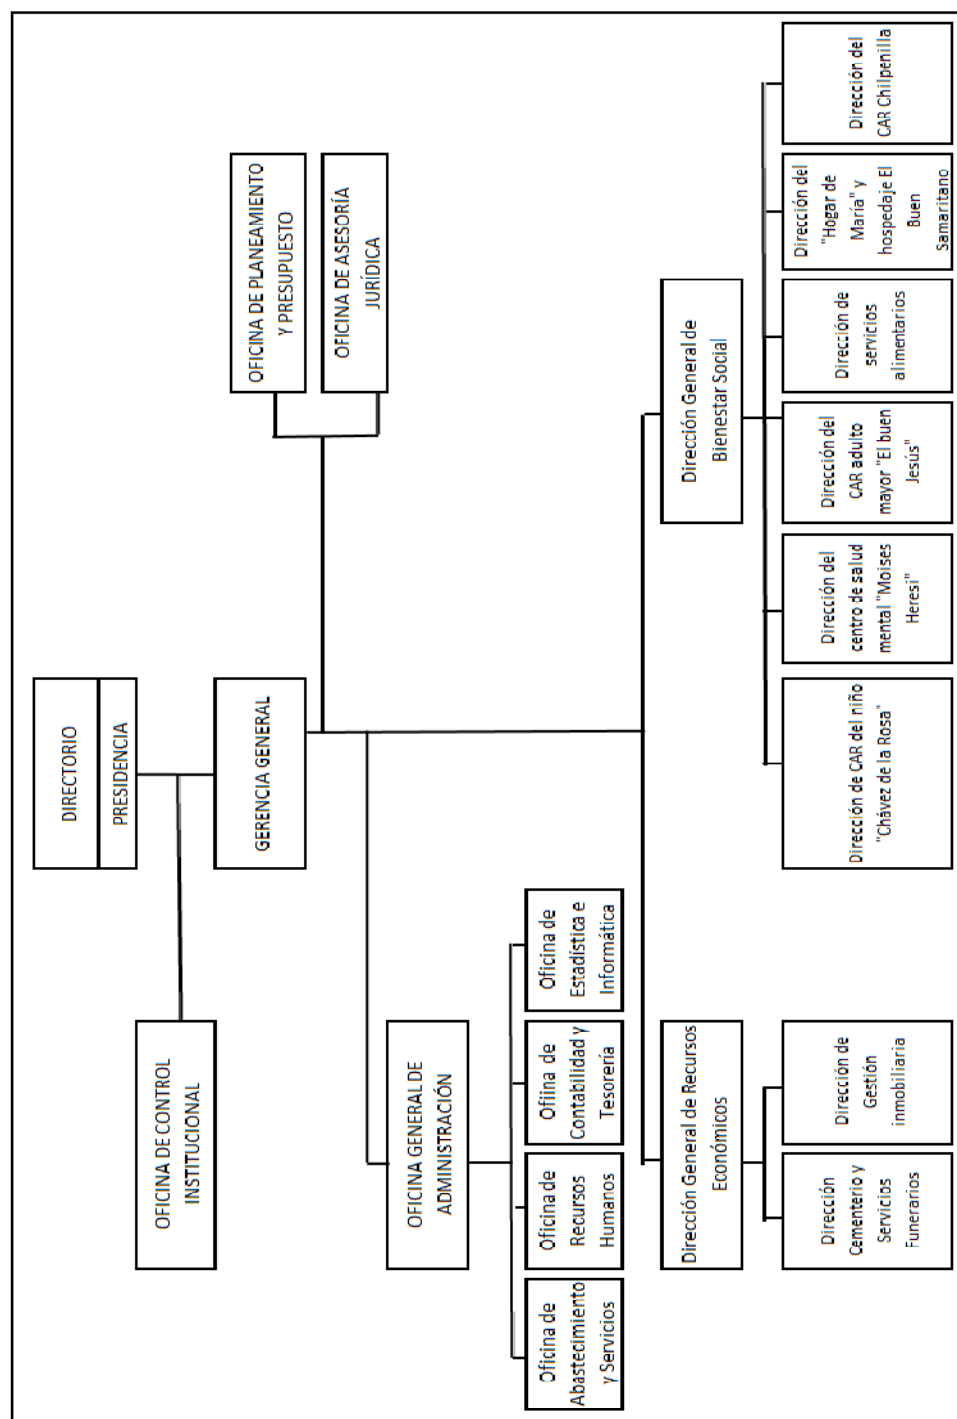 DIRECTORIO
PRESIDENCIA
OFICINA DE CONTROL
INSTITUCIONAL
GERENCIA GENERAL
OFICINA DE PLANEAMIENTO
Y PRESUPUESTO
OFICINA DE ASESORÍA
JURÍDICA
OFICINA GENERAL DE
ADMINISTRACIÓN
Oficina de
Abastecimiento
y Servicios
Oficina de
Recursos
Humanos
Ofiina de
Contabilidad y
Tesorería
Oficina de
Estadística e
Informática
Dirección General de Recursos
Económicos
Dirección General de
Bienestar Social
Dirección
Cementerio y
Servicios
Funerarios
Dirección de
Gestión
inmobiliaria
Dirección de CAR del niño
"Chávez de la Rosa"
Dirección del
centro de salud
mental "Moises
Heresi"
Dirección del
CAR adulto
mayor "El buen
Jesús"
Dirección de
servicios
alimentarios
Dirección del
"Hogar de
María" y
hospedaje El
Buen
Samaritano
Dirección del
CAR Chilpenilla